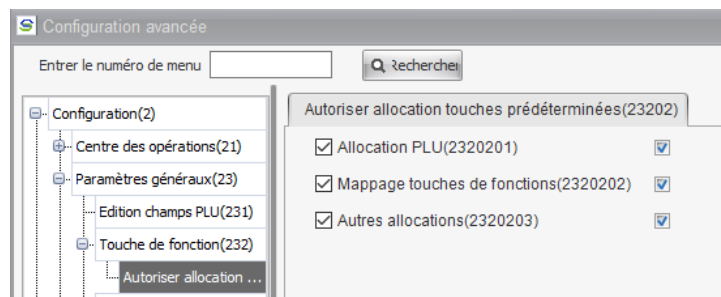 Configuration avancée
Entrer le numéro de menu
Rechercher
Configuration(2)
Centre des opérations(21)
Paramètres généraux(23)
Edition champs PLU(231)
Touche de fonction(232)
Autoriser allocation ...
Autoriser allocation touches prédéterminées(23202)
Allocation PLU(2320201)
Mappage touches de fonctions(2320202)
Autres allocations(2320203)